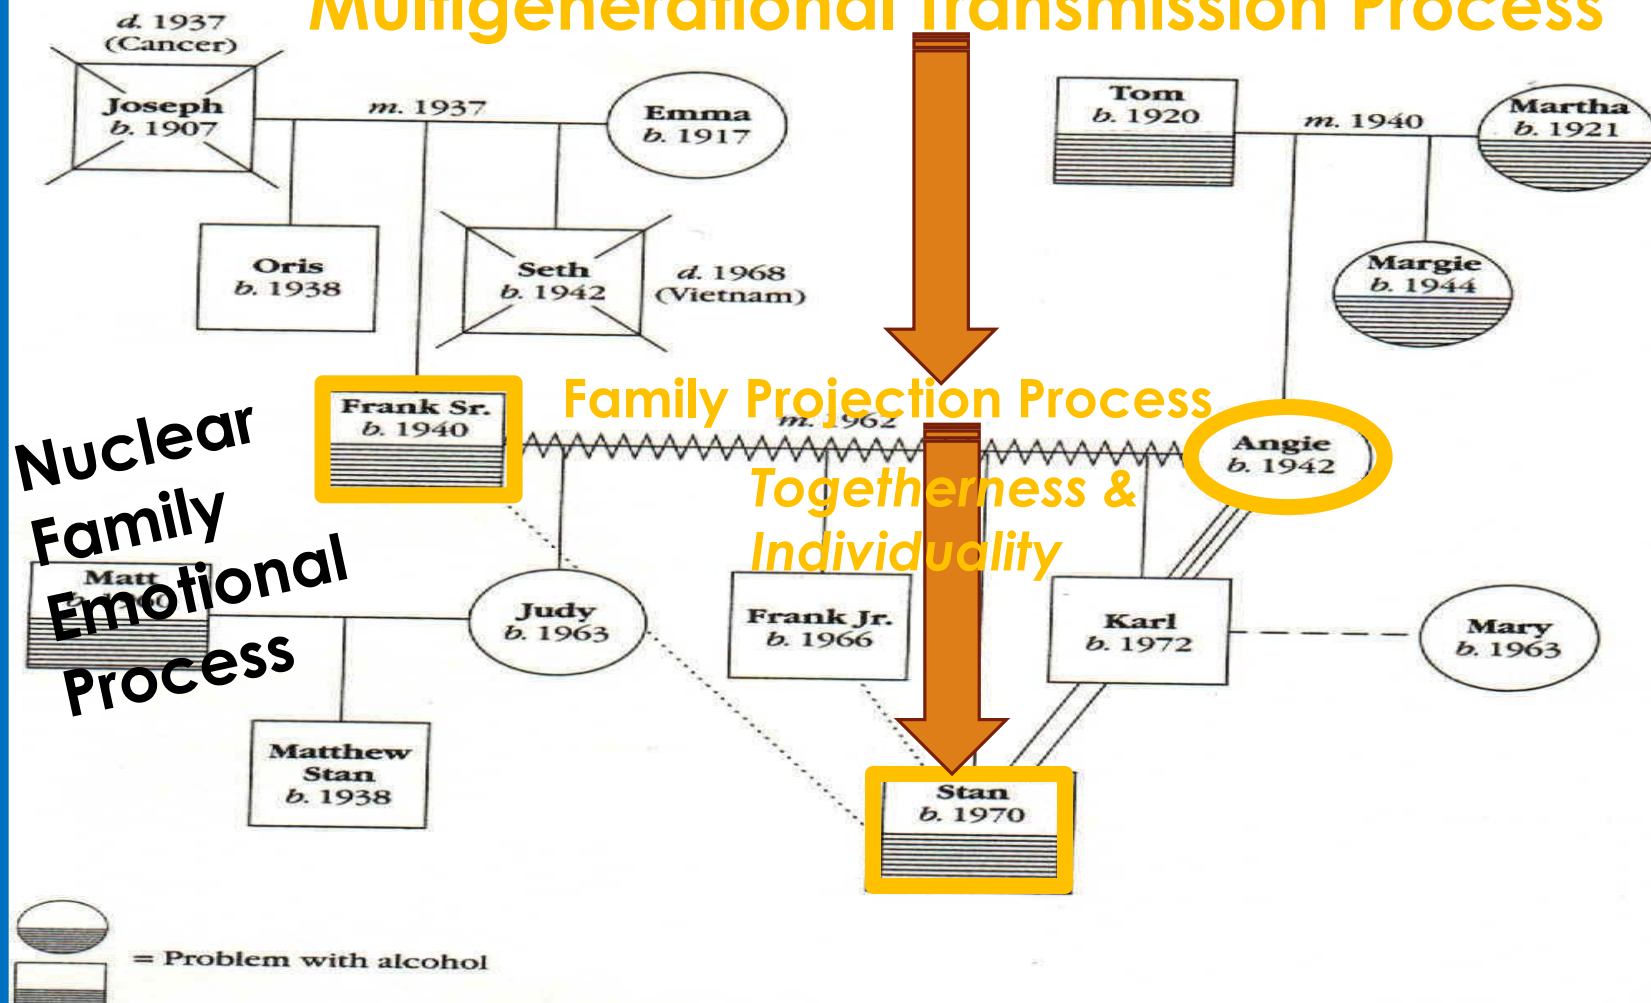 Multigenerational Transmission Process
d. 1937
(Cancer)
Joseph
b. 1907
m. 1937
Emma
b. 1917
Tom
b. 1920
m. 1940
Martha
b. 1921
Oris
b. 1938
Seth
b. 1942
d. 1968
(Vietnam)
Margie
b. 1944
Frank Sr.
b. 1940
Family Projection Process
m. 1962
Angie
b. 1942
Nuclear
Family
Emotional
Process
Togetherness &
Individuality
Matt
Judy
b. 1963
Frank Jr.
b. 1966
Karl
b. 1972
Mary
b. 1963
Matthew
Stan
b. 1938
Stan
b. 1970
= Problem with alcohol